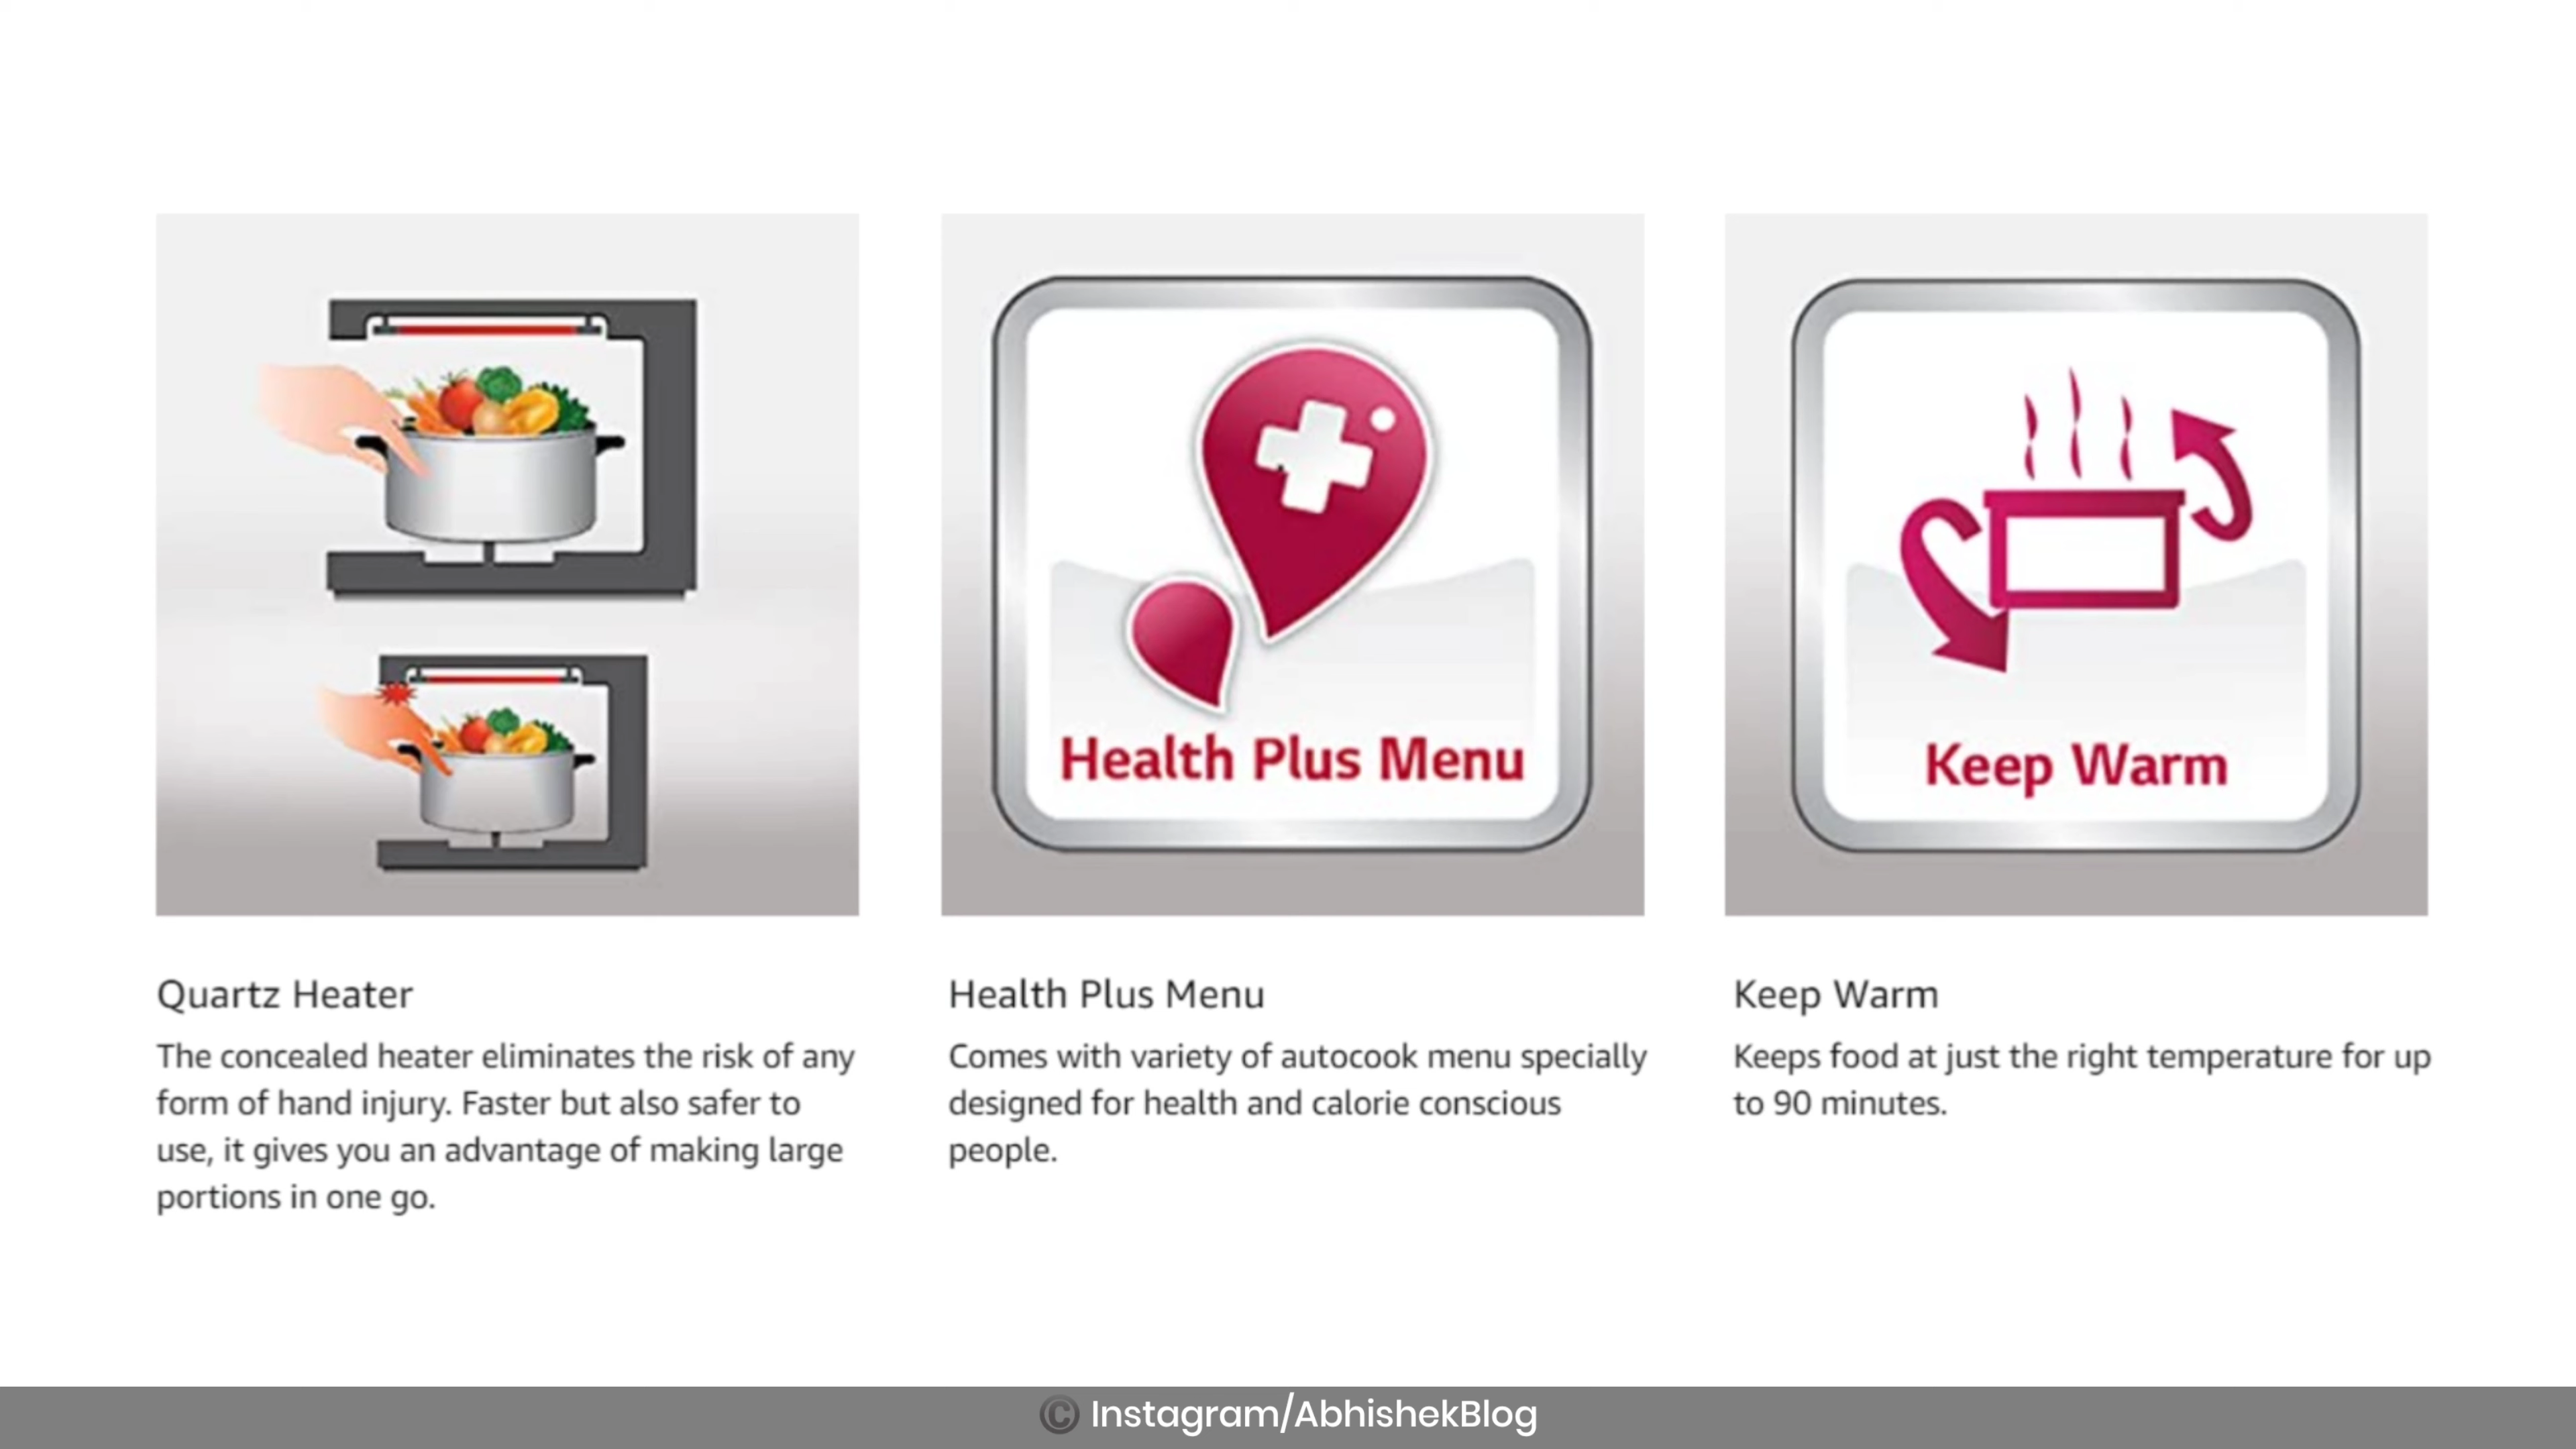 Health Plus Menu
Keep Warm
Quartz Heater
The concealed heater eliminates the risk of any
form of hand injury. Faster but also safer to
use, it gives you an advantage of making large
portions in one go.
Health Plus Menu
Comes with variety of autocook menu specially
designed for health and calorie conscious
people.
Keep Warm
Keeps food at just the right temperature for up
to 90 minutes.
© Instagram/AbhishekBlog